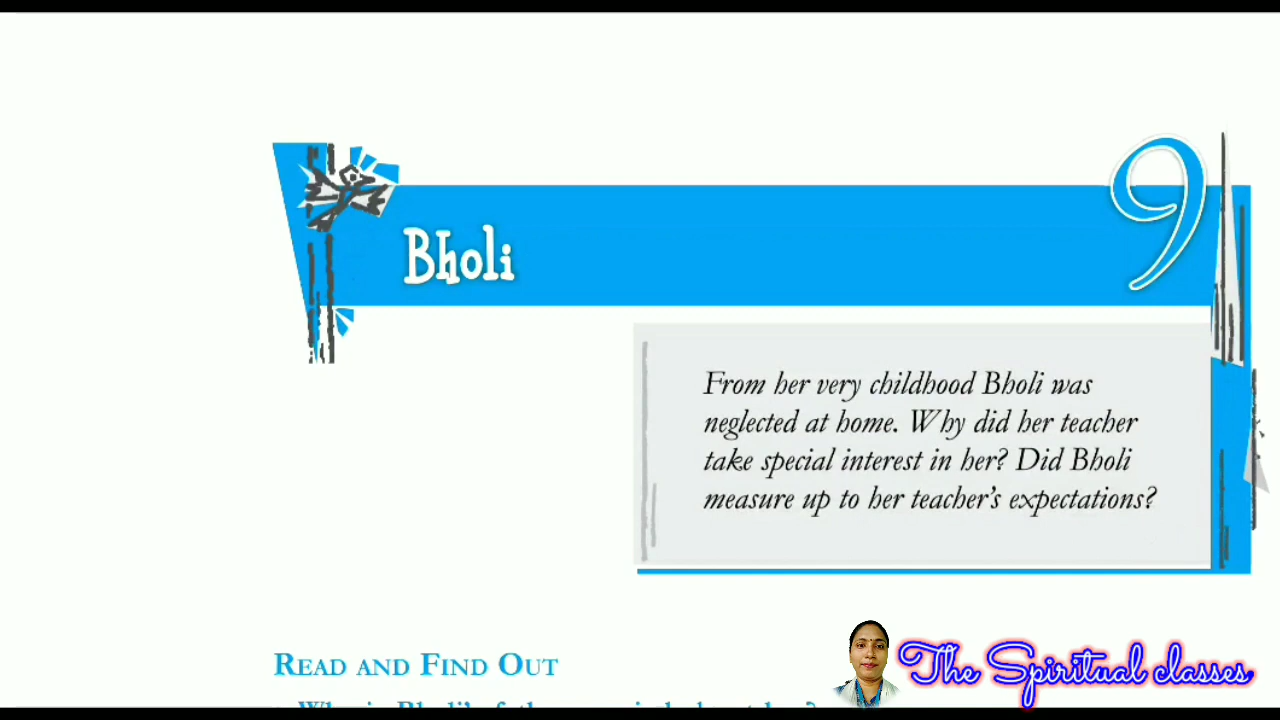 9
Bholi
From her very childhood Bholi was
neglected at home. Why did her teacher
take special interest in her? Did Bholi
measure up to her teacher's expectations?
READ AND FIND OUT
The Spiritual classes